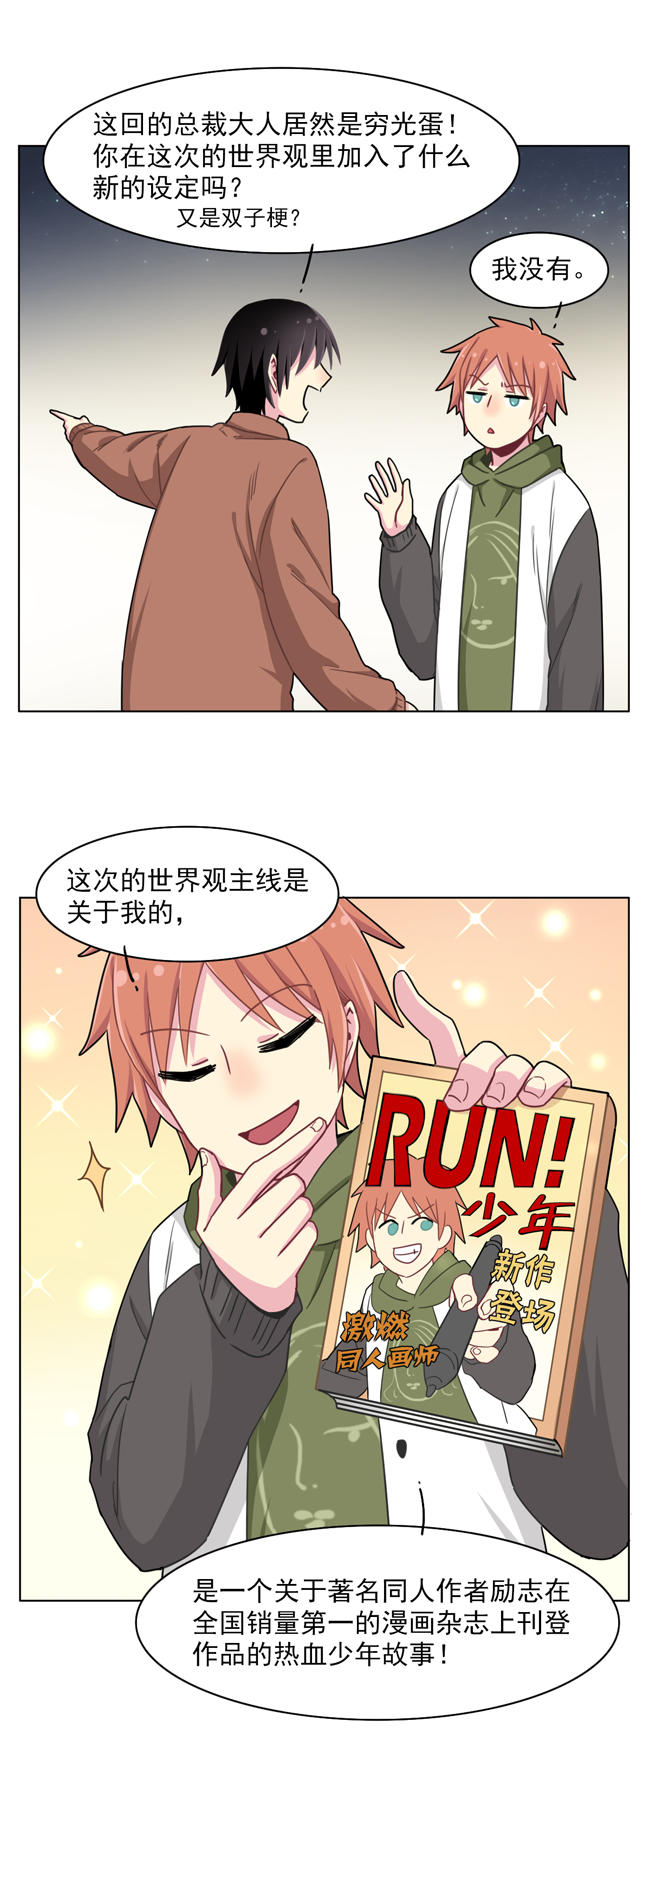 这回的总裁大人居然是穷光蛋！
你在这次的世界观里加入了什么
新的设定吗？
又是双子梗？
我没有。
这次的世界观主线是
关于我的，
RUN!
少年
新作
登场
激燃
同人画师
是一个关于著名同人作者励志在
全国销量第一的漫画杂志上刊登
作品的热血少年故事！